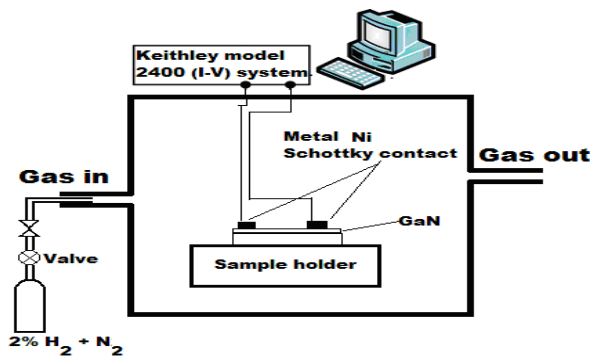 Keithley model
2400 (I-V) system.
Metal Ni
Schottky contact
Gas in
Gas out
GaN
Valve
Sample holder
2% H2 + N2